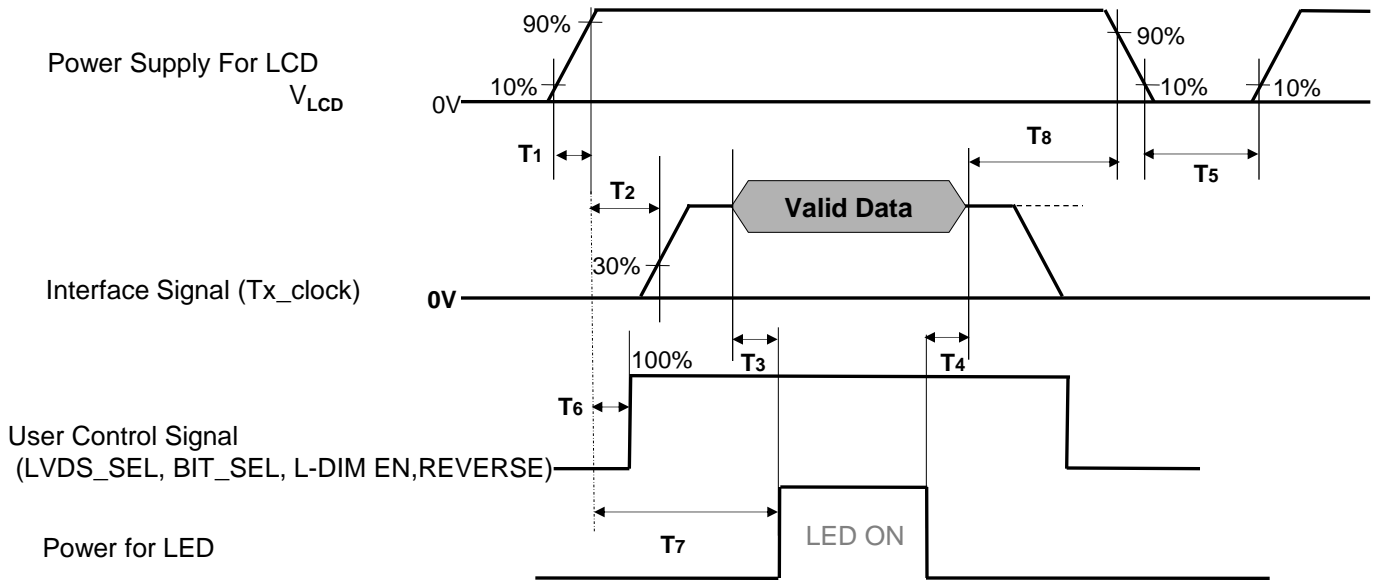 90%
90%
Power Supply For LCD
VLCD
10%
10%
10%
0V
T1
T8
T5
T2
Valid Data
30%
Interface Signal (Tx_clock)
0V
100%
T3
T4
T6
User Control Signal
(LVDS_SEL, BIT_SEL, L-DIM EN,REVERSE)
T7
LED ON
Power for LED